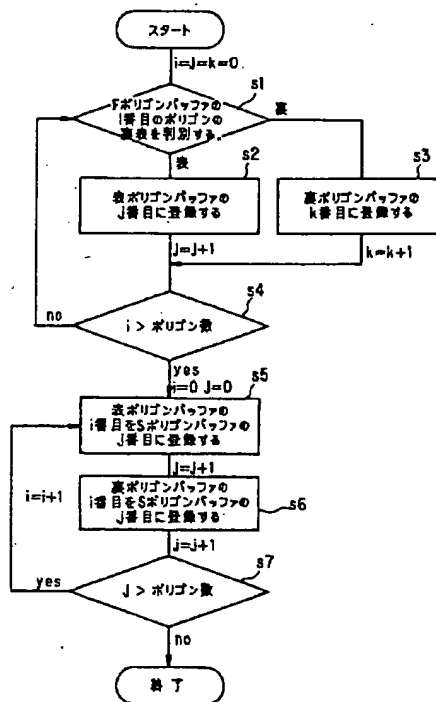 スタート
i=J=k=0
s1
Fポリゴンバッファの
i番目のポリゴンの
裏表を判別する。
裏
表
s2
表ポリゴンバッファの
j番目に登録する
s3
裏ポリゴンバッファの
k番目に登録する
J=J+1
k=k+1
s4
no
i > ポリゴン数
yes
i=0 J=0
s5
表ポリゴンバッファの
i番目をSポリゴンバッファの
J番目に登録する
J=J+1
i=i+1
裏ポリゴンバッファの
i番目をSポリゴンバッファの
J番目に登録する
s6
J=J+1
s7
yes
J > ポリゴン数
no
終了